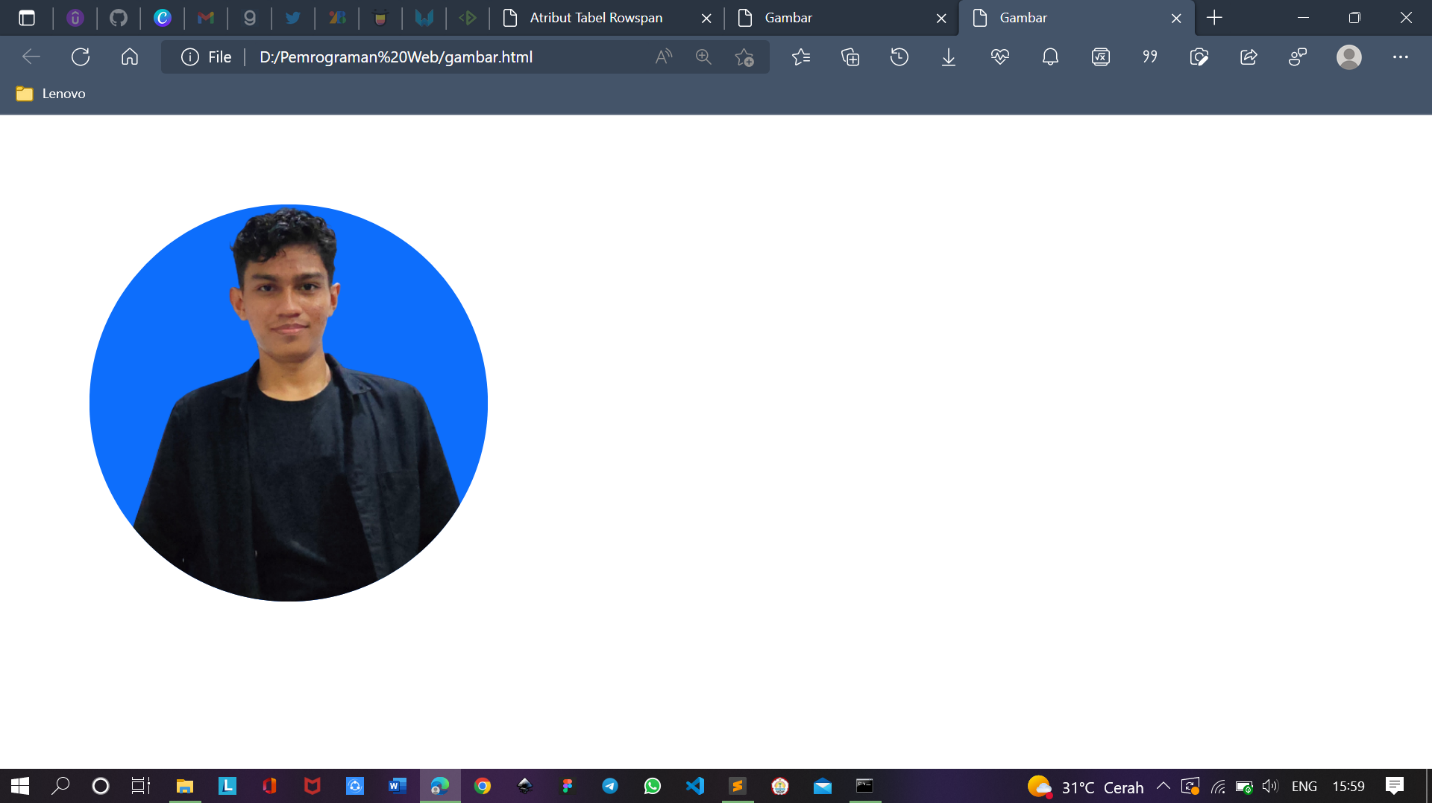 Atribut Tabel Rowspan
Gambar
Gambar
File
D:/Pemrograman%20Web/gambar.html
Lenovo
31°C Cerah
ENG
15:59